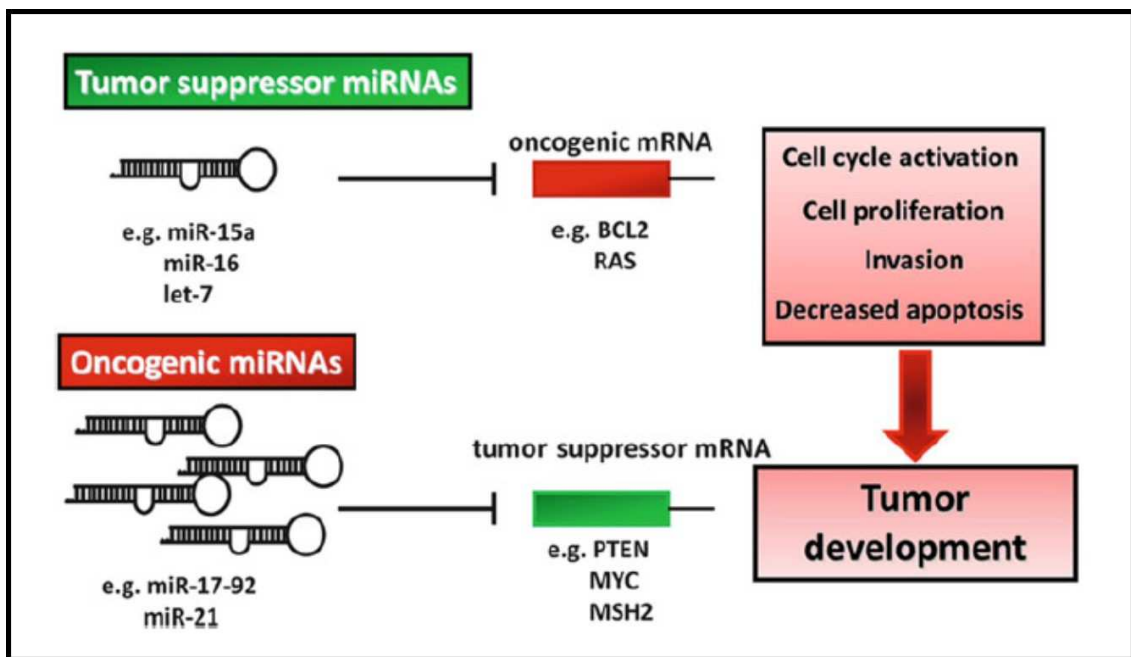 Tumor suppressor miRNAs
oncogenic mRNA
e.g. miR-15a
miR-16
let-7
e.g. BCL2
RAS
Cell cycle activation
Cell proliferation
Invasion
Decreased apoptosis
Oncogenic miRNAs
tumor suppressor mRNA
e.g. miR-17-92
miR-21
e.g. PTEN
MYC
MSH2
Tumor
development